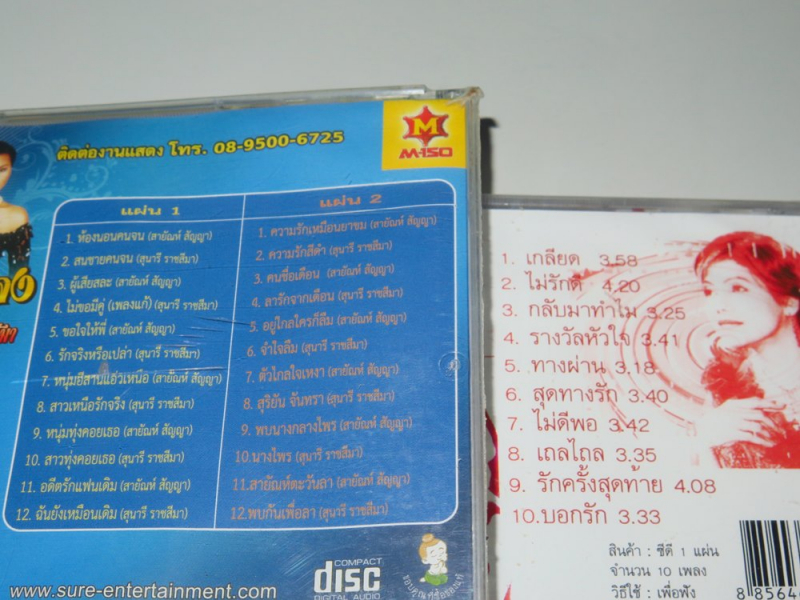 ติดต่องานแสดง โทร. 08-9500-6725
M
M-150
แผ่น 1
1. ห้องนอนคนจน (สายัณห์ สัญญา)
2. สนชายคนจน (สุนารี ราชสีมา)
3. ผู้เสียสละ (สายัณห์ สัญญา)
4. ไม่ขอมีคู่ (เพลงแก้) (สุนารี ราชสีมา)
5. ขอใจให้พี่ (สายัณห์ สัญญา)
6. รักจริงหรือเปล่า (สุนารี ราชสีมา)
7. หนุ่มอีสานแอ่วเหนือ (สายัณห์ สัญญา)
8. สาวเหนือรักจริง (สุนารี ราชสีมา)
9. หนุ่มทุ่งคอยเธอ (สายัณห์ สัญญา)
10. สาวทุ่งคอยเธอ (สุนารี ราชสีมา)
11. อดีตรักแฟนเดิม (สายัณห์ สัญญา)
12. ฉันยังเหมือนเดิม (สุนารี ราชสีมา)
แผ่น 2
1. ความรักเหมือนยาขม (สายัณห์ สัญญา)
2. ความรักสีดำ (สุนารี ราชสีมา)
3. คนชื่อเดือน (สายัณห์ สัญญา)
4. ลารักจากเดือน (สุนารี ราชสีมา)
5. อยู่ไกลใครก็ลืม (สายัณห์ สัญญา)
6. จำใจลืม (สุนารี ราชสีมา)
7. ตัวไกลใจเหงา (สายัณห์ สัญญา)
8. สุริยัน จันทรา (สุนารี ราชสีมา)
9. พบนางกลางไพร (สายัณห์ สัญญา)
10.นางไพร (สุนารี ราชสีมา)
11.สายัณห์ตะวันลา (สายัณห์ สัญญา)
12.พบกันเพื่อลา (สุนารี ราชสีมา)
COMPACT
disc
DIGITAL AUDIO
www.sure-entertainment.com
1. เกลียด 3.58
2. ไม่รักดี 4.20
3. กลับมาทำไม 3.25
4. รางวัลหัวใจ 3.41
5. ทางผ่าน 3.18
6. สุดทางรัก 3.40
7. ไม่ดีพอ 3.42
8. เถลไถล 3.35
9. รักครั้งสุดท้าย 4.08
10.บอกรัก 3.33
สินค้า : ซีดี 1 แผ่น
จำนวน 10 เพลง
วิธีใช้ : เพื่อฟัง
8 8564